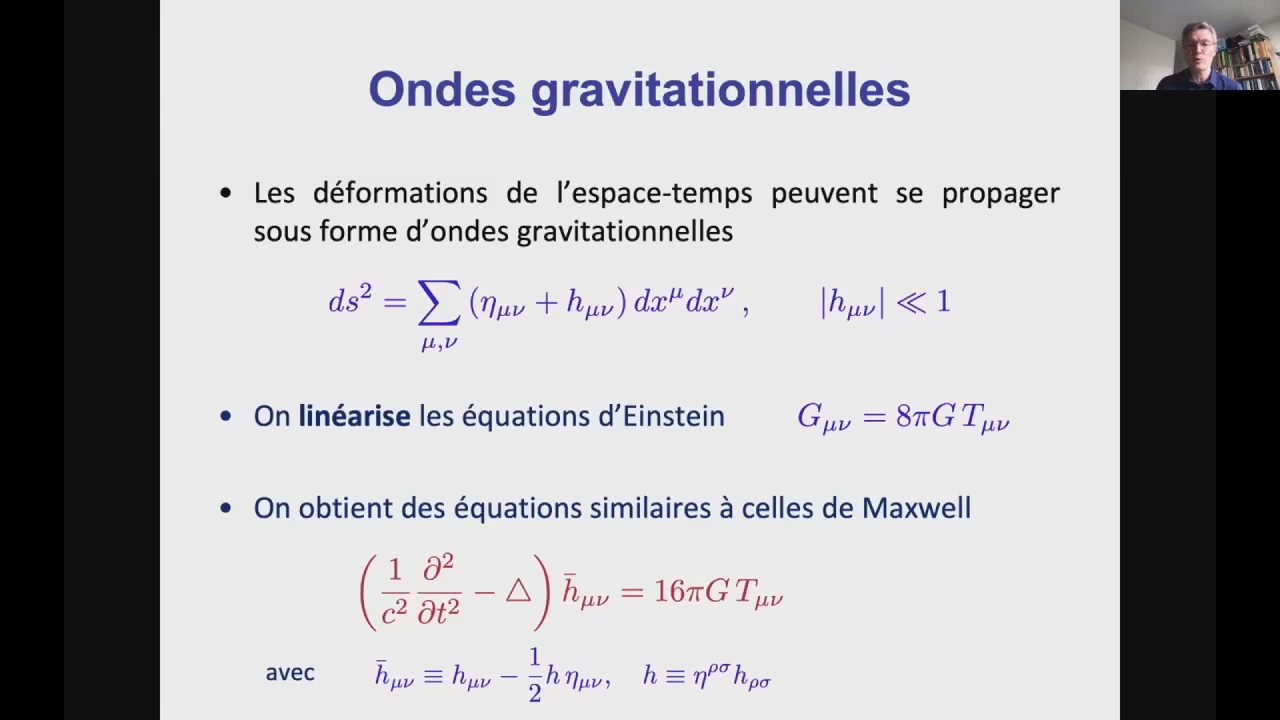 Ondes gravitationnelles
• Les déformations de l’espace-temps peuvent se propager
sous forme d’ondes gravitationnelles
ds² = ∑_{μ,ν} (η_{μν} + h_{μν}) dx^μ dx^ν , |h_{μν}| ≪ 1
• On linéarise les équations d’Einstein G_{μν} = 8πG T_{μν}
• On obtient des équations similaires à celles de Maxwell
(1/c² ∂²/∂t² − △) h̄_{μν} = 16πG T_{μν}
avec h̄_{μν} ≡ h_{μν} − 1/2 h η_{μν}, h ≡ η^{ρσ} h_{ρσ}